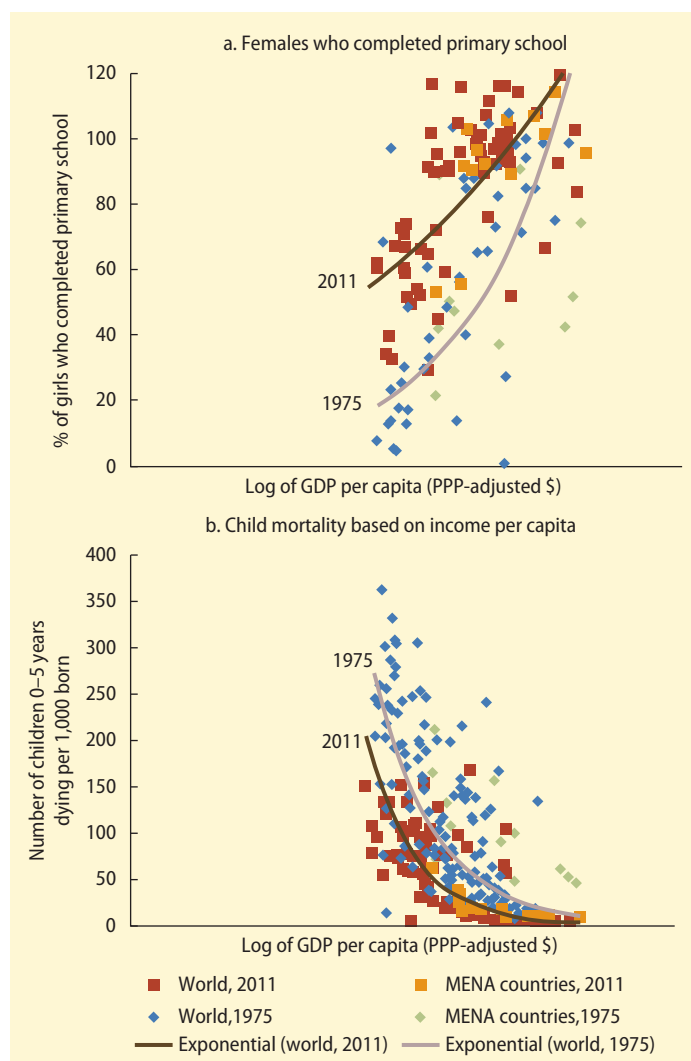 a. Females who completed primary school
% of girls who completed primary school
120
100
80
60
40
20
0
2011
1975
Log of GDP per capita (PPP-adjusted $)
b. Child mortality based on income per capita
Number of children 0–5 years
dying per 1,000 born
400
350
300
250
200
150
100
50
0
1975
2011
Log of GDP per capita (PPP-adjusted $)
World, 2011
MENA countries, 2011
World,1975
MENA countries,1975
Exponential (world, 2011)
Exponential (world, 1975)